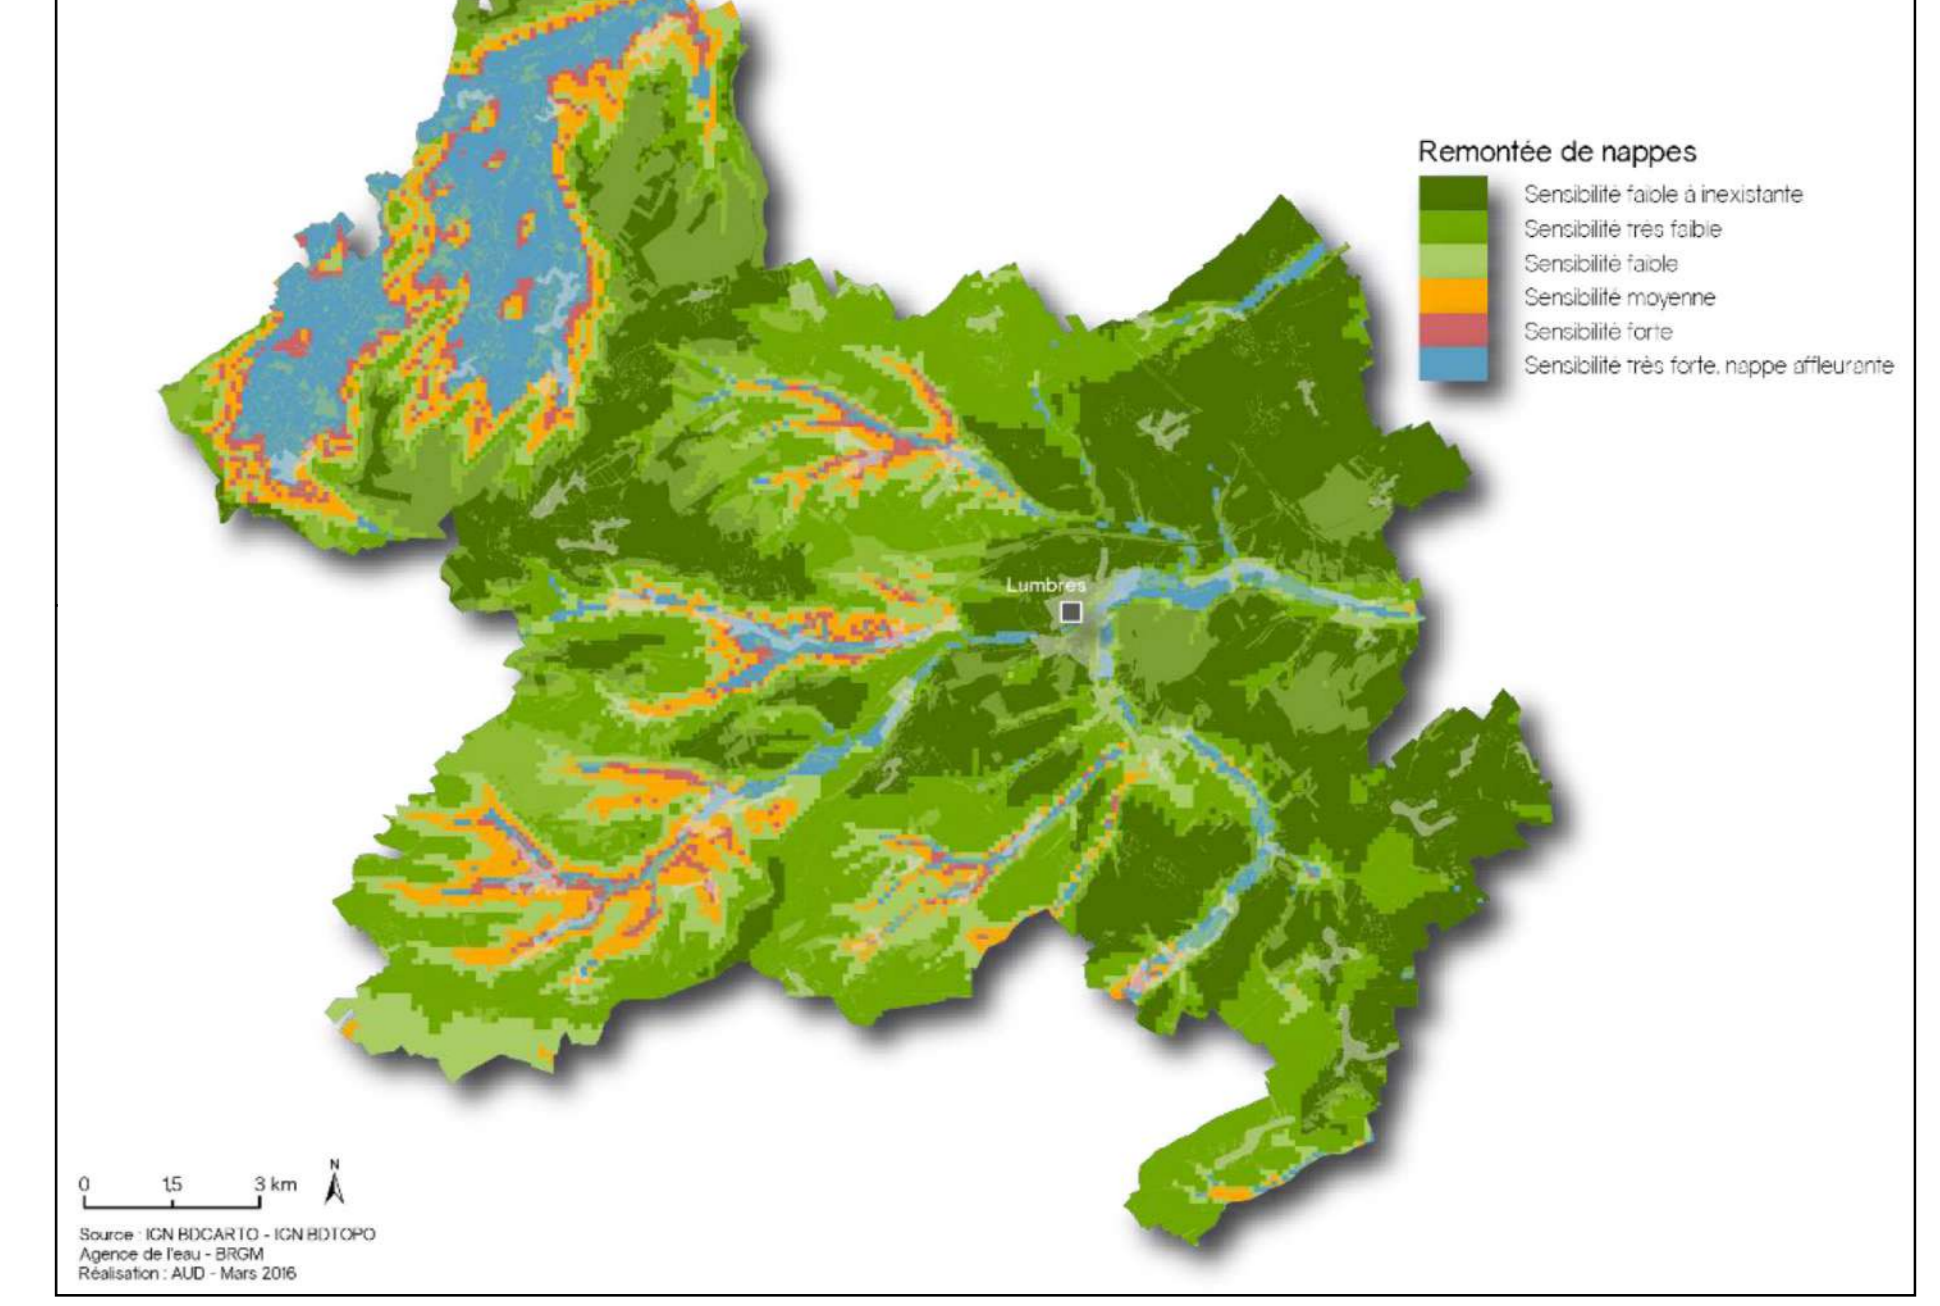 Remontée de nappes
Sensibilité faible à inexistante
Sensibilité très faible
Sensibilité faible
Sensibilité moyenne
Sensibilité forte
Sensibilité très forte, nappe affleurante
Lumbres
N
0 1,5 3 km
Source : IGN BDCARTO - IGN BDTOPO
Agence de l'eau - BRGM
Réalisation : AUD - Mars 2016